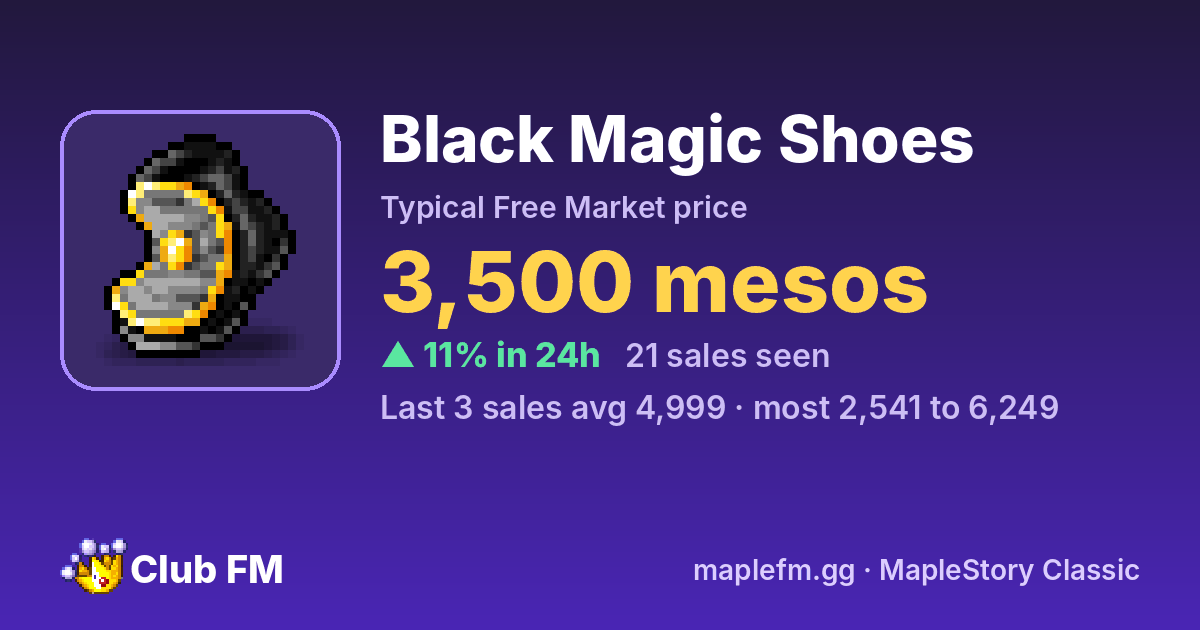 Black Magic Shoes
Typical Free Market price
3,500 mesos
▲ 11% in 24h 21 sales seen
Last 3 sales avg 4,999 · most 2,541 to 6,249
Club FM
maplefm.gg · MapleStory Classic